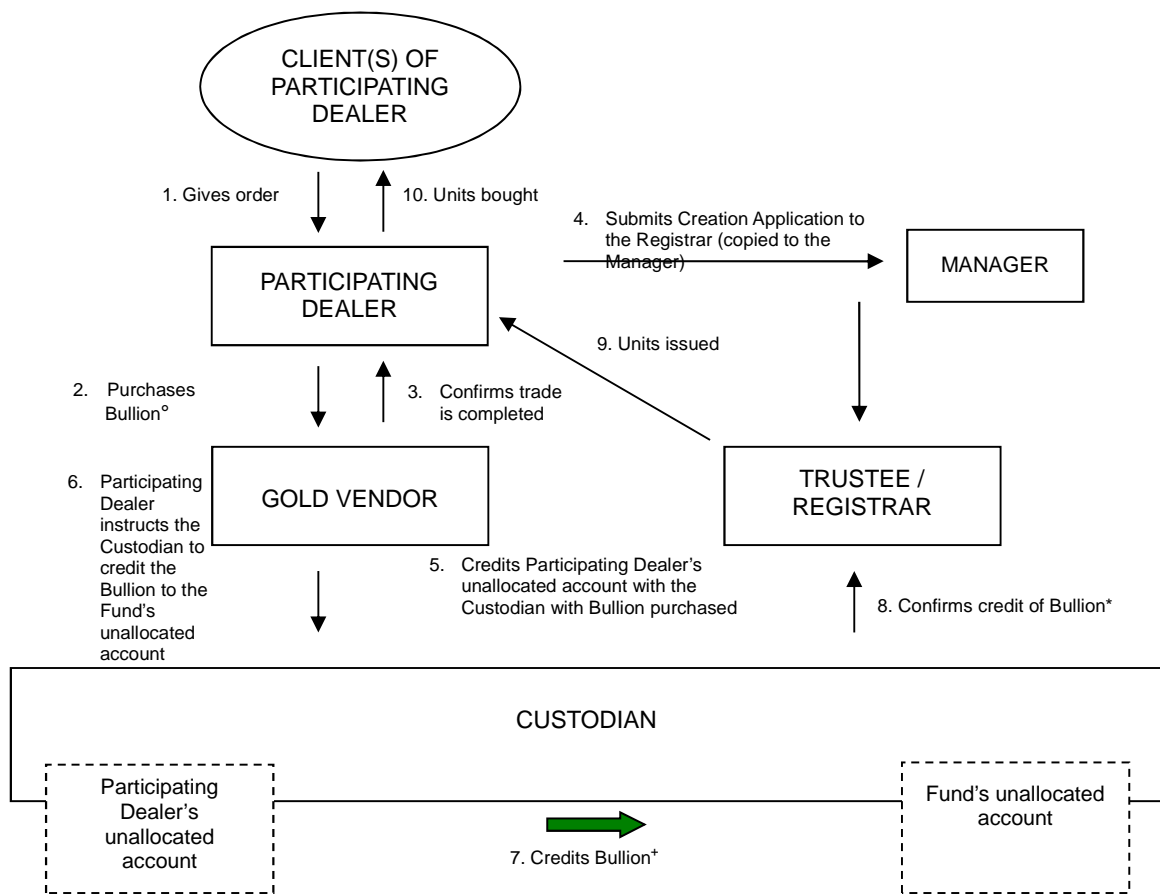 CLIENT(S) OF
PARTICIPATING
DEALER
1. Gives order
10. Units bought
4. Submits Creation Application to
the Registrar (copied to the
Manager)
MANAGER
PARTICIPATING
DEALER
9. Units issued
2. Purchases
Bullion°
3. Confirms trade
is completed
6. Participating
Dealer
instructs the
Custodian to
credit the
Bullion to the
Fund's
unallocated
account
GOLD VENDOR
TRUSTEE /
REGISTRAR
5. Credits Participating Dealer’s
unallocated account with the
Custodian with Bullion purchased
8. Confirms credit of Bullion*
CUSTODIAN
Participating
Dealer’s
unallocated
account
Fund’s unallocated
account
7. Credits Bullion⁺